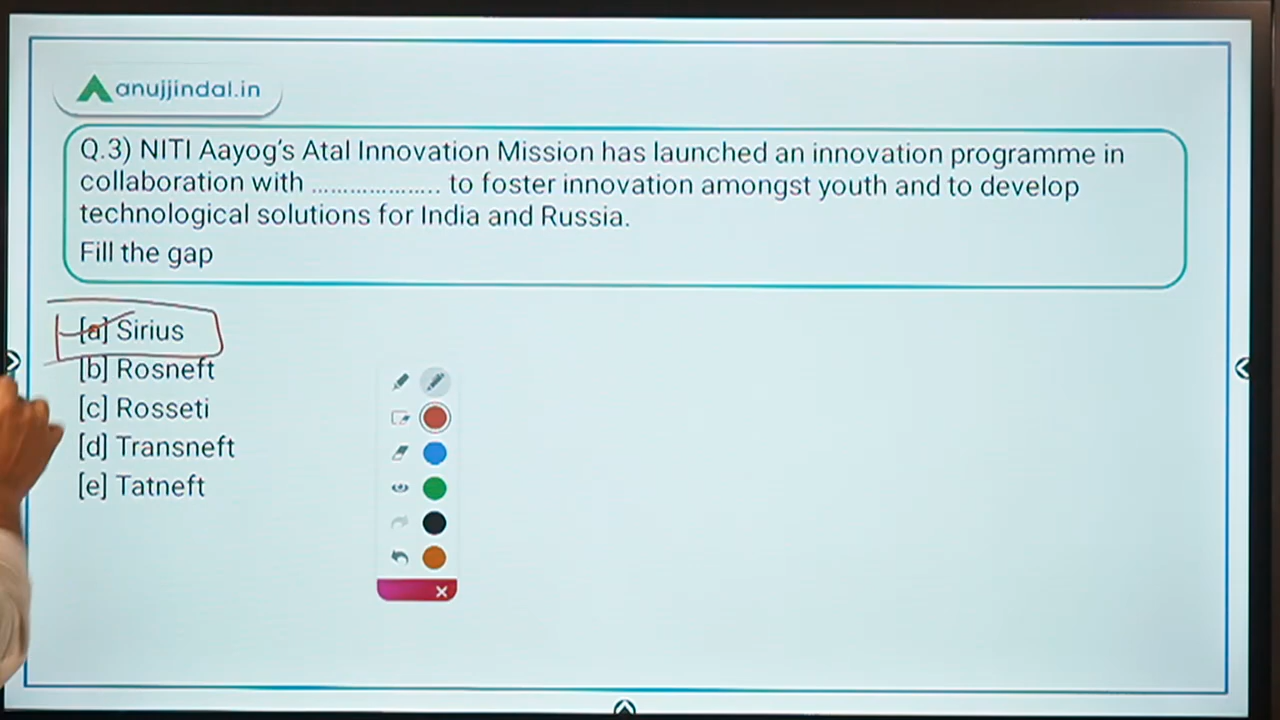 anujjindal.in
Q.3) NITI Aayog's Atal Innovation Mission has launched an innovation programme in
collaboration with .................... to foster innovation amongst youth and to develop
technological solutions for India and Russia.
Fill the gap
[a] Sirius
[b] Rosneft
[c] Rosseti
[d] Transneft
[e] Tatneft